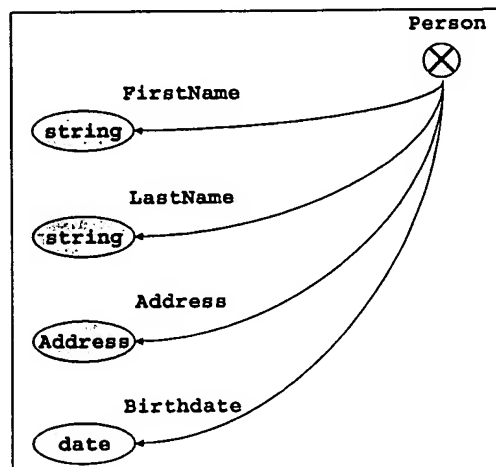 Person
FirstName
string
LastName
string
Address
Address
Birthdate
date